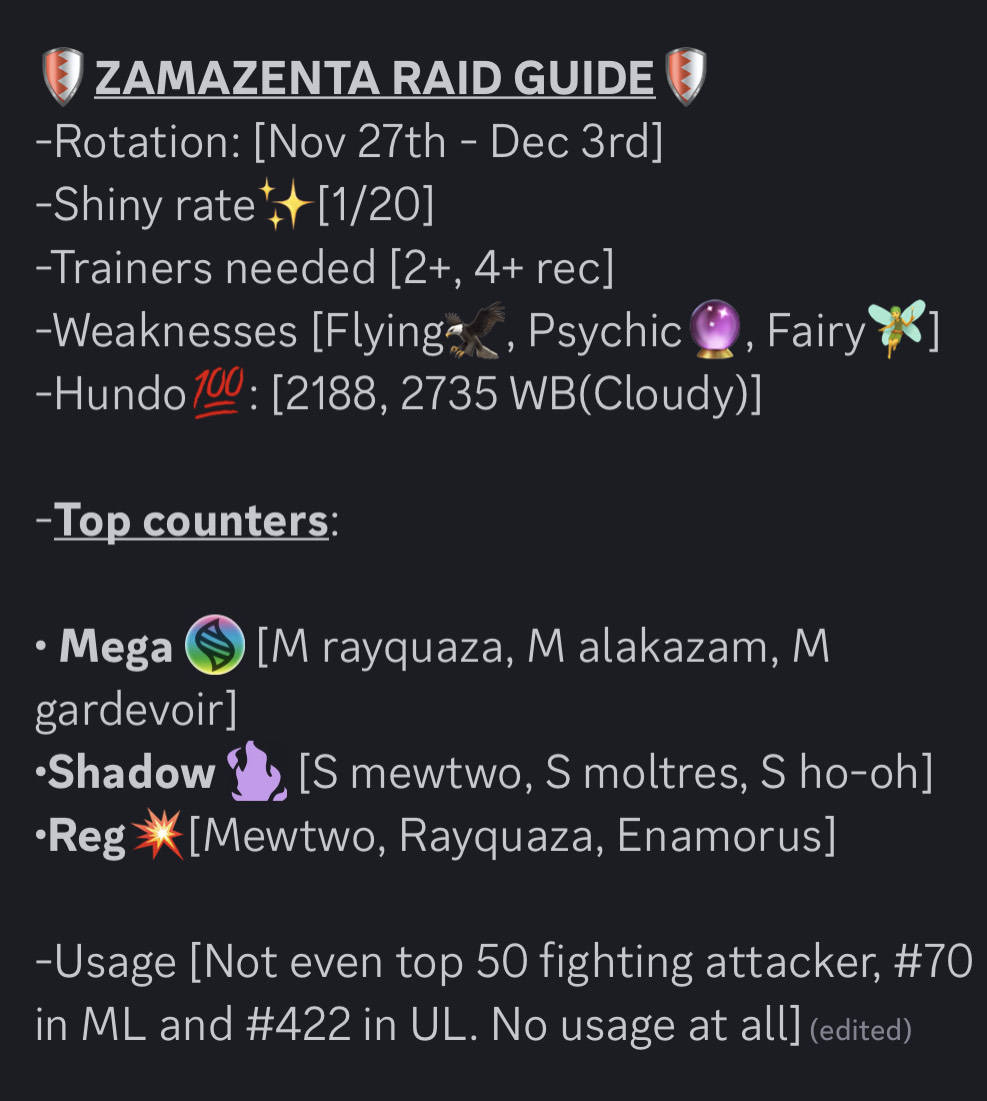 🛡️ZAMAZENTA RAID GUIDE🛡️
-Rotation: [Nov 27th - Dec 3rd]
-Shiny rate✨[1/20]
-Trainers needed [2+, 4+ rec]
-Weaknesses [Flying🦅, Psychic🔮, Fairy🧚]
-Hundo💯: [2188, 2735 WB(Cloudy)]
-Top counters:
• Mega [M rayquaza, M alakazam, M
gardevoir]
•Shadow [S mewtwo, S moltres, S ho-oh]
•Reg💥[Mewtwo, Rayquaza, Enamorus]
-Usage [Not even top 50 fighting attacker, #70
in ML and #422 in UL. No usage at all] (edited)